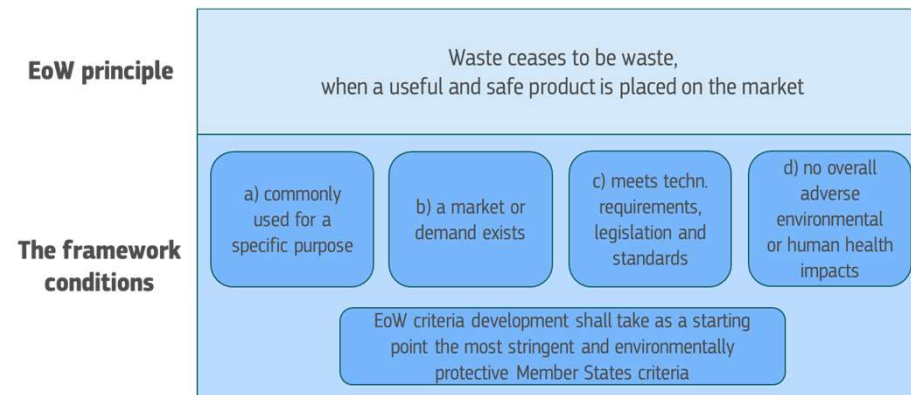 EoW principle
Waste ceases to be waste,
when a useful and safe product is placed on the market
The framework
conditions
a) commonly
used for a
specific purpose
b) a market or
demand exists
c) meets techn.
requirements,
legislation and
standards
d) no overall
adverse
environmental
or human health
impacts
EoW criteria development shall take as a starting
point the most stringent and environmentally
protective Member States criteria